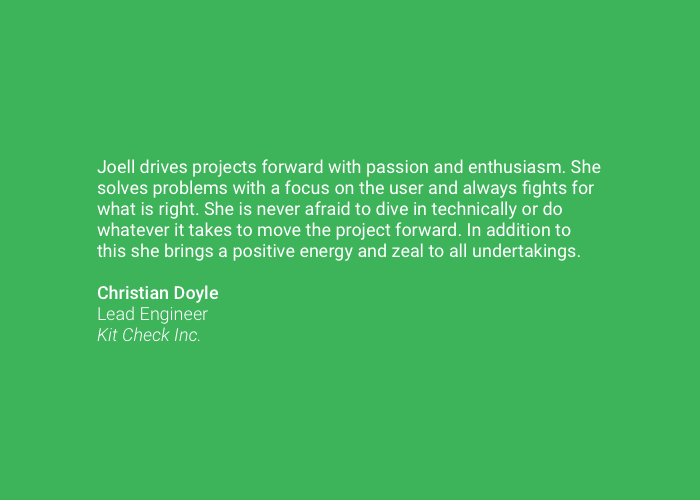 Joell drives projects forward with passion and enthusiasm. She
solves problems with a focus on the user and always fights for
what is right. She is never afraid to dive in technically or do
whatever it takes to move the project forward. In addition to
this she brings a positive energy and zeal to all undertakings.
Christian Doyle
Lead Engineer
Kit Check Inc.